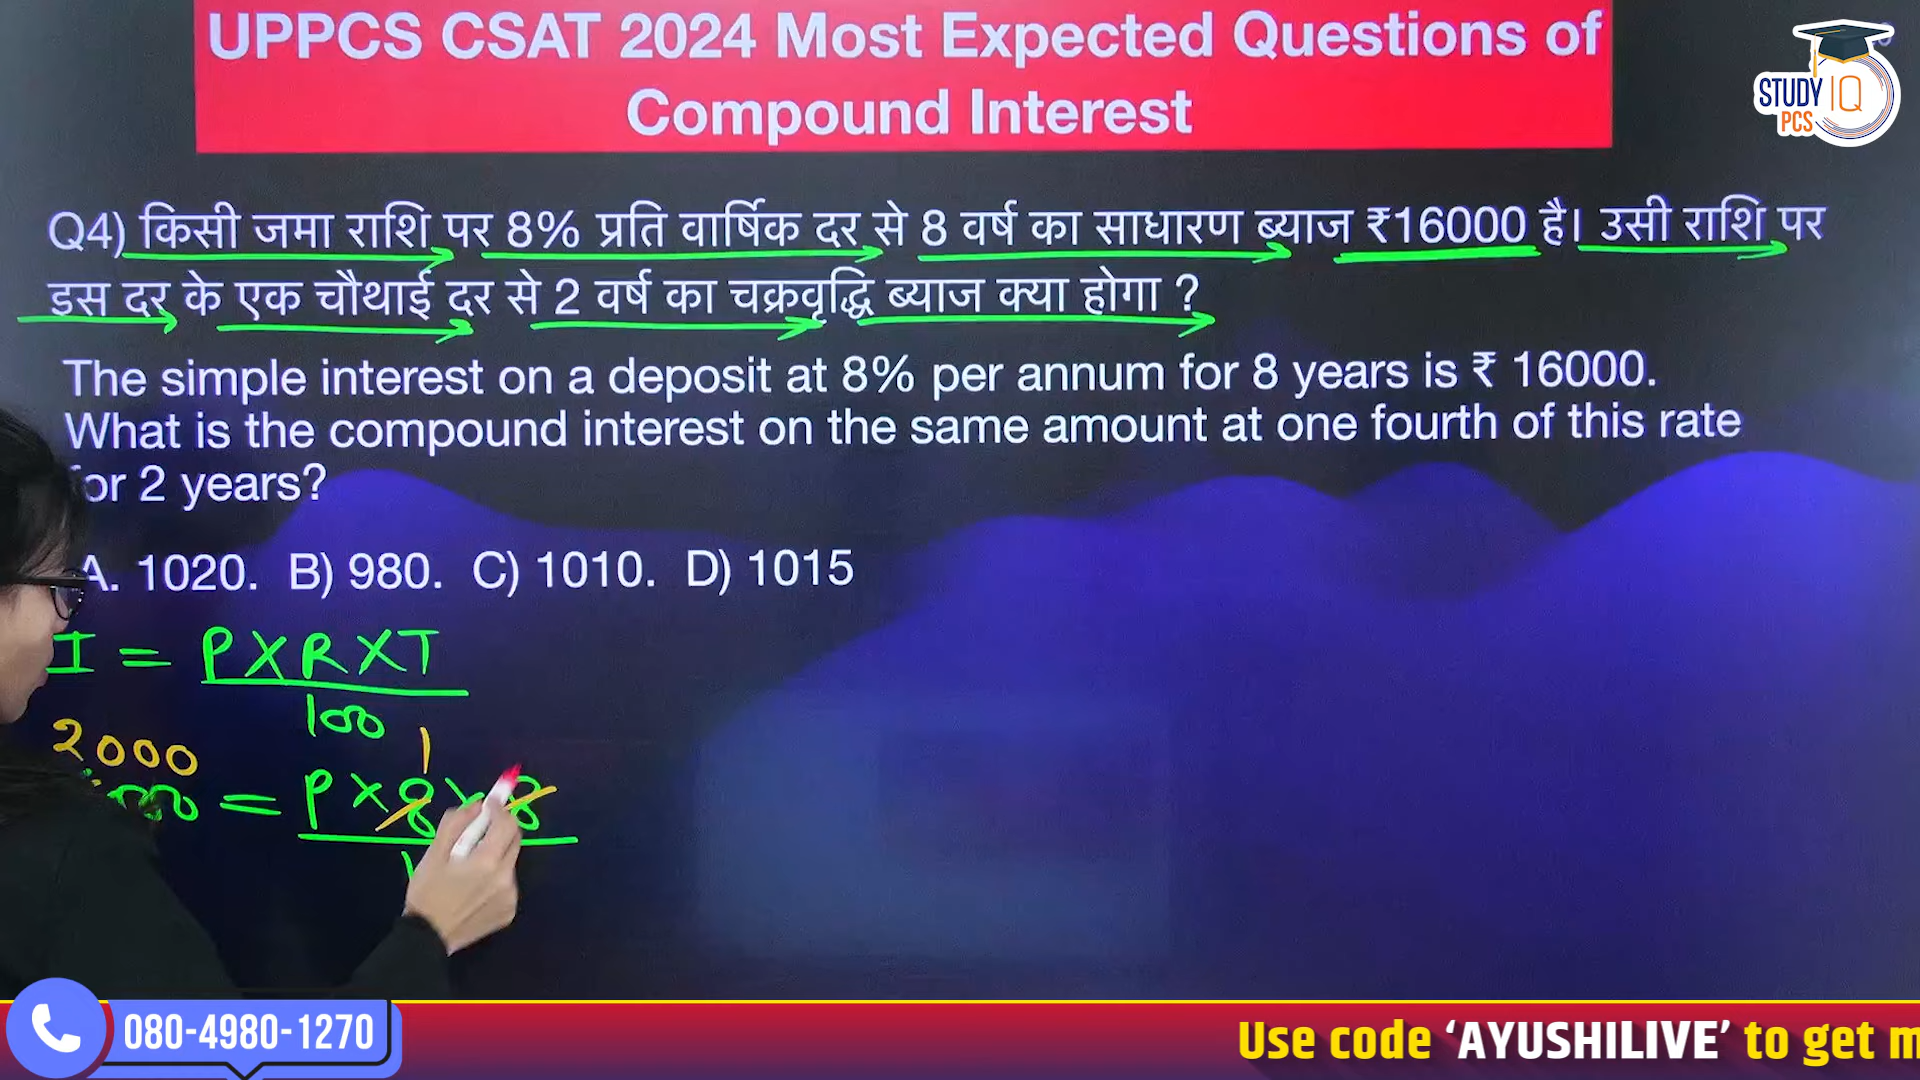 UPPCS CSAT 2024 Most Expected Questions of
Compound Interest
STUDY IQ
PCS
Q4) किसी जमा राशि पर 8% प्रति वार्षिक दर से 8 वर्ष का साधारण ब्याज ₹16000 है। उसी राशि पर
इस दर के एक चौथाई दर से 2 वर्ष का चक्रवृद्धि ब्याज क्या होगा ?
The simple interest on a deposit at 8% per annum for 8 years is ₹ 16000.
What is the compound interest on the same amount at one fourth of this rate
or 2 years?
A. 1020. B) 980. C) 1010. D) 1015
I = P X R X T
100
2000
1
= P × 8 × 8
080-4980-1270
Use code ‘AYUSHILIVE’ to get m